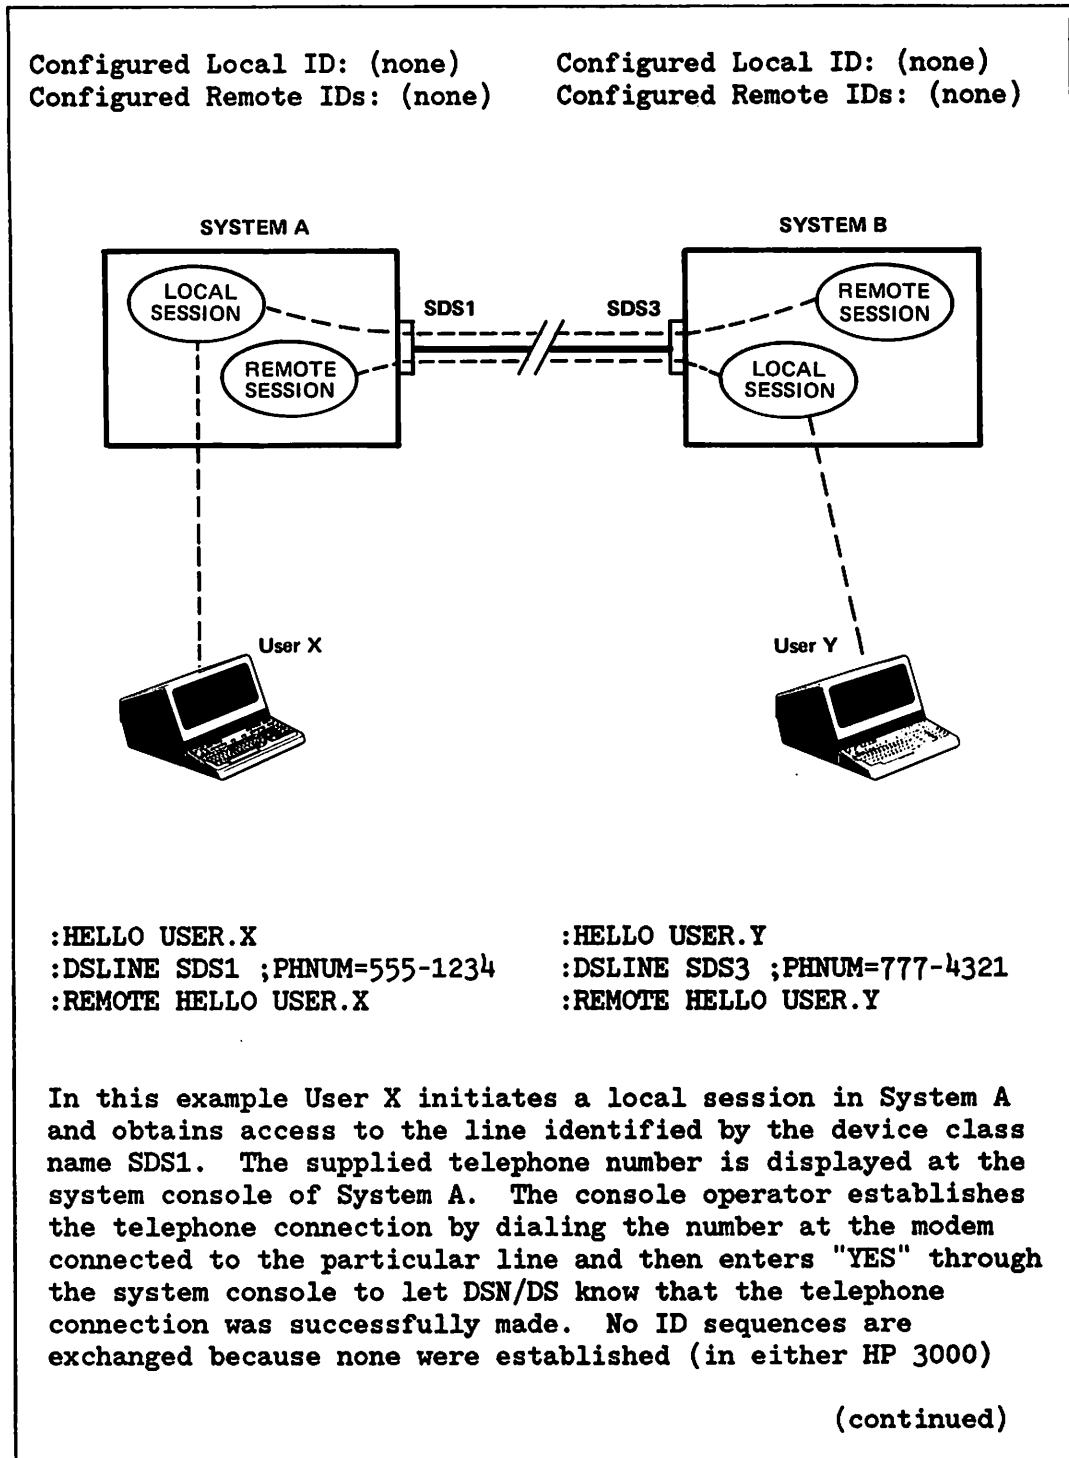 Configured Local ID: (none)
Configured Remote IDs: (none)
Configured Local ID: (none)
Configured Remote IDs: (none)
SYSTEM A
SYSTEM B
LOCAL
SESSION
REMOTE
SESSION
SDS1
SDS3
REMOTE
SESSION
LOCAL
SESSION
User X
User Y
:HELLO USER.X
:DSLINE SDS1 ;PHNUM=555-1234
:REMOTE HELLO USER.X
:HELLO USER.Y
:DSLINE SDS3 ;PHNUM=777-4321
:REMOTE HELLO USER.Y
In this example User X initiates a local session in System A
and obtains access to the line identified by the device class
name SDS1.  The supplied telephone number is displayed at the
system console of System A.  The console operator establishes
the telephone connection by dialing the number at the modem
connected to the particular line and then enters "YES" through
the system console to let DSN/DS know that the telephone
connection was successfully made.  No ID sequences are
exchanged because none were established (in either HP 3000)
(continued)